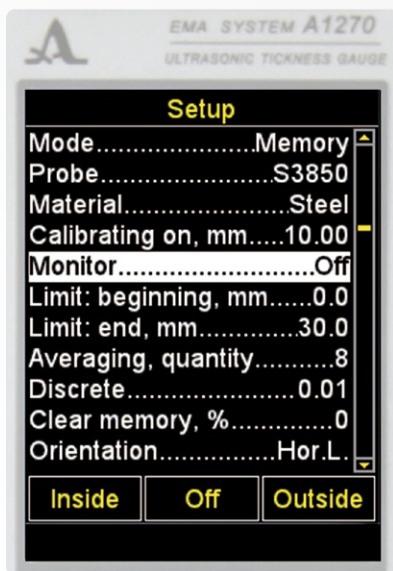 EMA SYSTEM A1270
ULTRASONIC TICKNESS GAUGE
Setup
Mode......................Memory
Probe.......................S3850
Material.......................Steel
Calibrating on, mm.....10.00
Monitor...........................Off
Limit: beginning, mm......0.0
Limit: end, mm.............30.0
Averaging, quantity..........8
Discrete......................0.01
Clear memory, %............0
Orientation................Hor.L.
Inside Off Outside